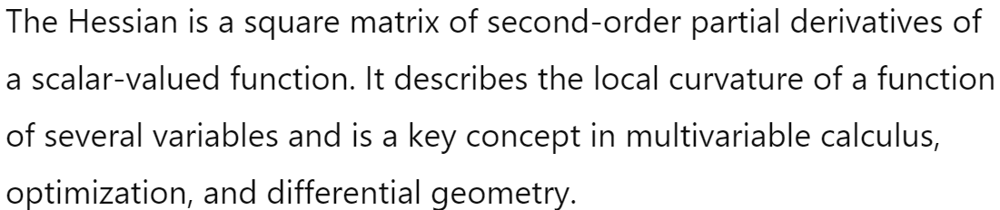 The Hessian is a square matrix of second-order partial derivatives of
a scalar-valued function. It describes the local curvature of a function
of several variables and is a key concept in multivariable calculus,
optimization, and differential geometry.